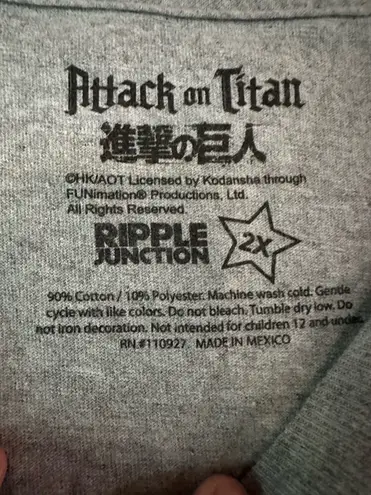 Attack on Titan
進撃の巨人
©HK/AOT Licensed by Kodansha through
FUNimation® Productions, Ltd.
All Rights Reserved.
RIPPLE
JUNCTION
2X
90% Cotton / 10% Polyester. Machine wash cold. Gentle
cycle with like colors. Do not bleach. Tumble dry low. Do
not iron decoration. Not intended for children 12 and under.
RN.#110927. MADE IN MEXICO